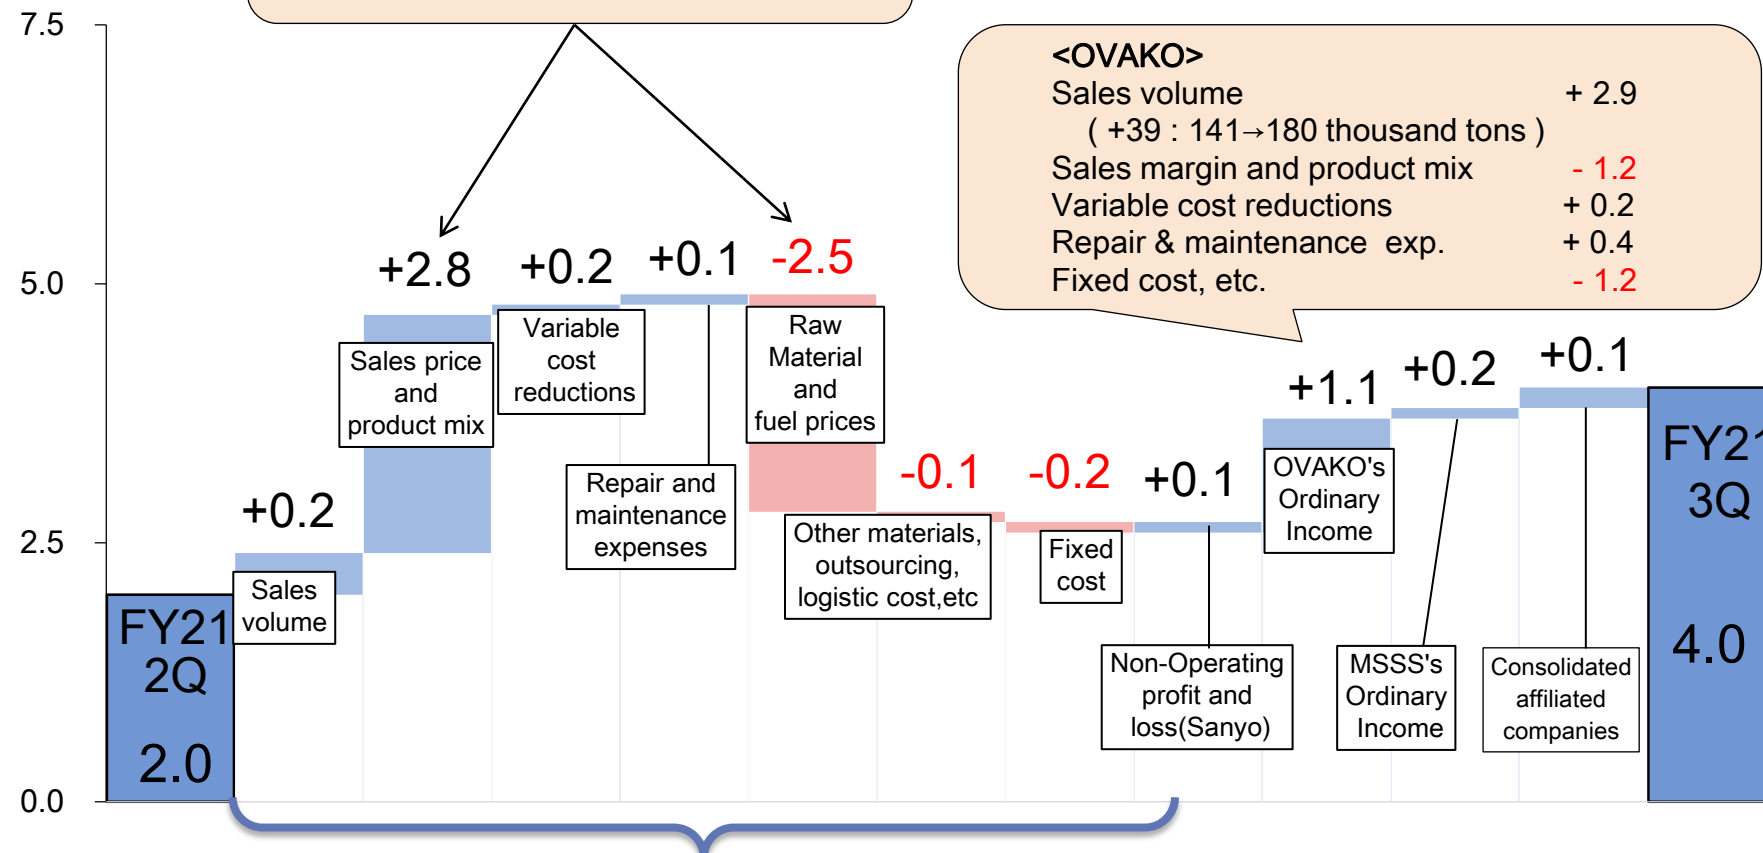 7.5
5.0
2.5
0.0
<OVAKO>
Sales volume + 2.9
( +39 : 141→180 thousand tons )
Sales margin and product mix - 1.2
Variable cost reductions + 0.2
Repair & maintenance exp. + 0.4
Fixed cost, etc. - 1.2
FY21
2Q
2.0
+0.2
Sales
volume
+2.8
Sales price
and
product mix
+0.2
Variable
cost
reductions
+0.1
Repair and
maintenance
expenses
-2.5
Raw
Material
and
fuel prices
-0.1
Other materials,
outsourcing,
logistic cost,etc
-0.2
Fixed
cost
+0.1
Non-Operating
profit and
loss(Sanyo)
+1.1
OVAKO's
Ordinary
Income
+0.2
MSSS's
Ordinary
Income
+0.1
Consolidated
affiliated
companies
FY21
3Q
4.0